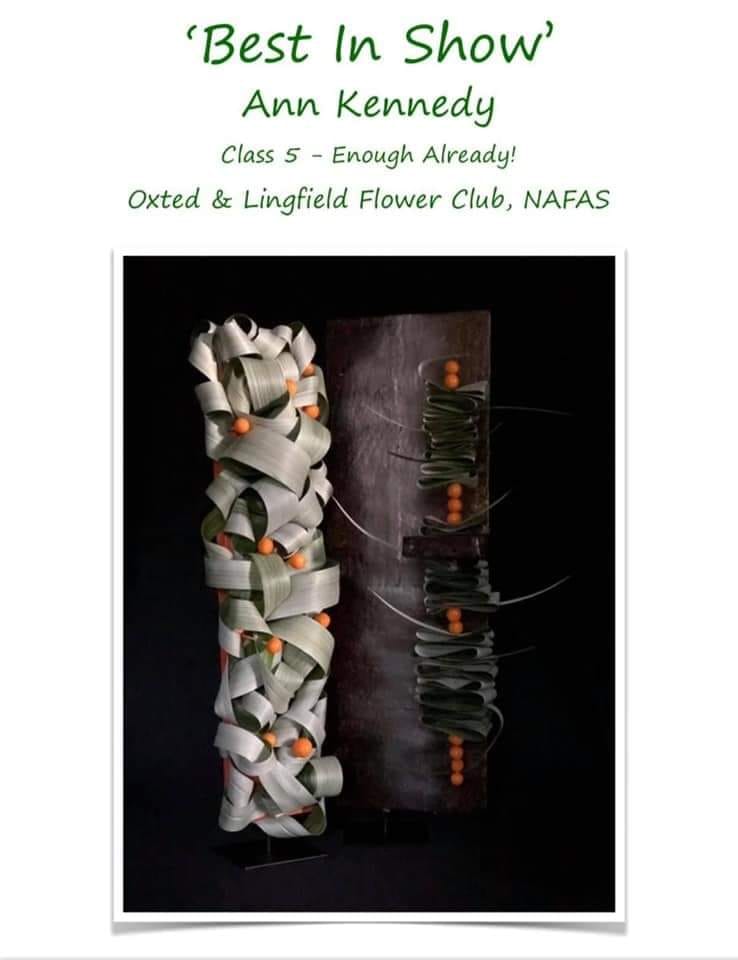 ‘Best In Show’
Ann Kennedy
Class 5 - Enough Already!
Oxted & Lingfield Flower Club, NAFAS